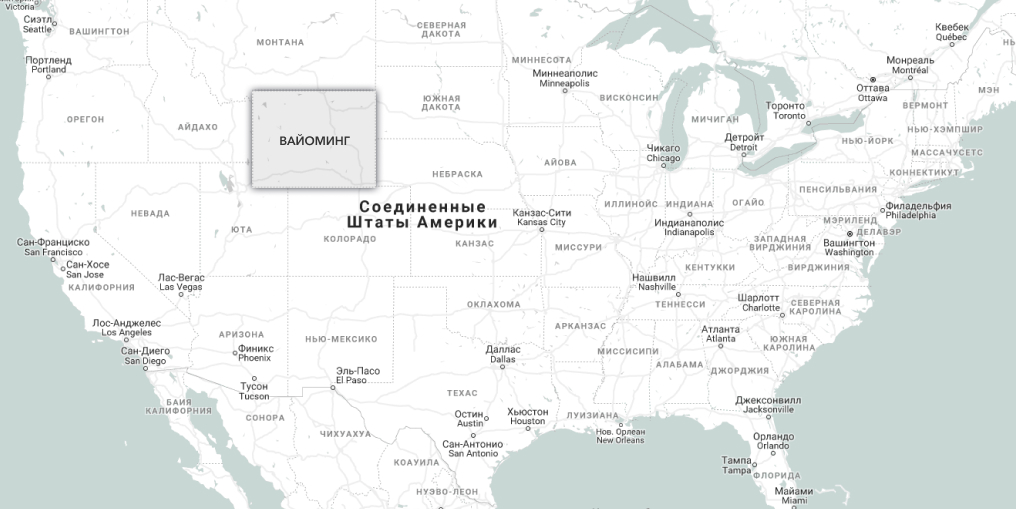 Victoria
Сиэтл
Seattle
ВАШИНГТОН
МОНТАНА
СЕВЕРНАЯ
ДАКОТА
МИННЕСОТА
Миннеаполис
Minneapolis
Квебек
Québec
Монреаль
Montréal
Оттава
Ottawa
НЬ
МЭН
Портленд
Portland
ОРЕГОН
АЙДАХО
ЮЖНАЯ
ДАКОТА
ВИСКОНСИН
МИЧИГАН
Торонто
Toronto
ВЕРМОНТ
НЬЮ-ХЭМПШИР
НЬЮ-ЙОРК
МАССАЧУСЕТС
КОННЕКТИКУТ
ВАЙОМИНГ
Детройт
Detroit
Чикаго
Chicago
АЙОВА
НЕБРАСКА
ПЕНСИЛЬВАНИЯ
Соединенные
Штаты Америки
НЕВАДА
ЮТА
КОЛОРАДО
Канзас-Сити
Kansas City
КАНЗАС
МИССУРИ
ИЛЛИНОЙС
ИНДИАНА
ОГАЙО
Индианаполис
Indianapolis
Филадельфия
Philadelphia
МЭРИЛЕНД
ДЕЛАВЭР
Вашингтон
Washington
ЗАПАДНАЯ
ВИРДЖИНИЯ
ВИРДЖИНИЯ
КЕНТУККИ
Сан-Франциско
San Francisco
Сан-Хосе
San Jose
КАЛИФОРНИЯ
Лас-Вегас
Las Vegas
Нашвилл
Nashville
ТЕННЕССИ
Шарлотт
Charlotte
СЕВЕРНАЯ
КАРОЛИНА
ОКЛАХОМА
АРКАНЗАС
Лос-Анджелес
Los Angeles
АРИЗОНА
НЬЮ-МЕКСИКО
Сан-Диего
San Diego
Финикс
Phoenix
Даллас
Dallas
МИССИСИПИ
АЛАБАМА
Атланта
Atlanta
ДЖОРДЖИЯ
ЮЖНАЯ
КАРОЛИНА
Тусон
Tucson
Эль-Пасо
El Paso
ТЕХАС
БАЯ
КАЛИФОРНИЯ
СОНОРА
ЧИХУАХУА
Остин
Austin
Хьюстон
Houston
Сан-Антонио
San Antonio
ЛУИЗИАНА
Нов. Орлеан
New Orleans
Джексонвилл
Jacksonville
Орландо
Orlando
Тампа
Tampa
ФЛОРИДА
Майами
Miami
КОАУИЛА
НУЭВО-ЛЕОН